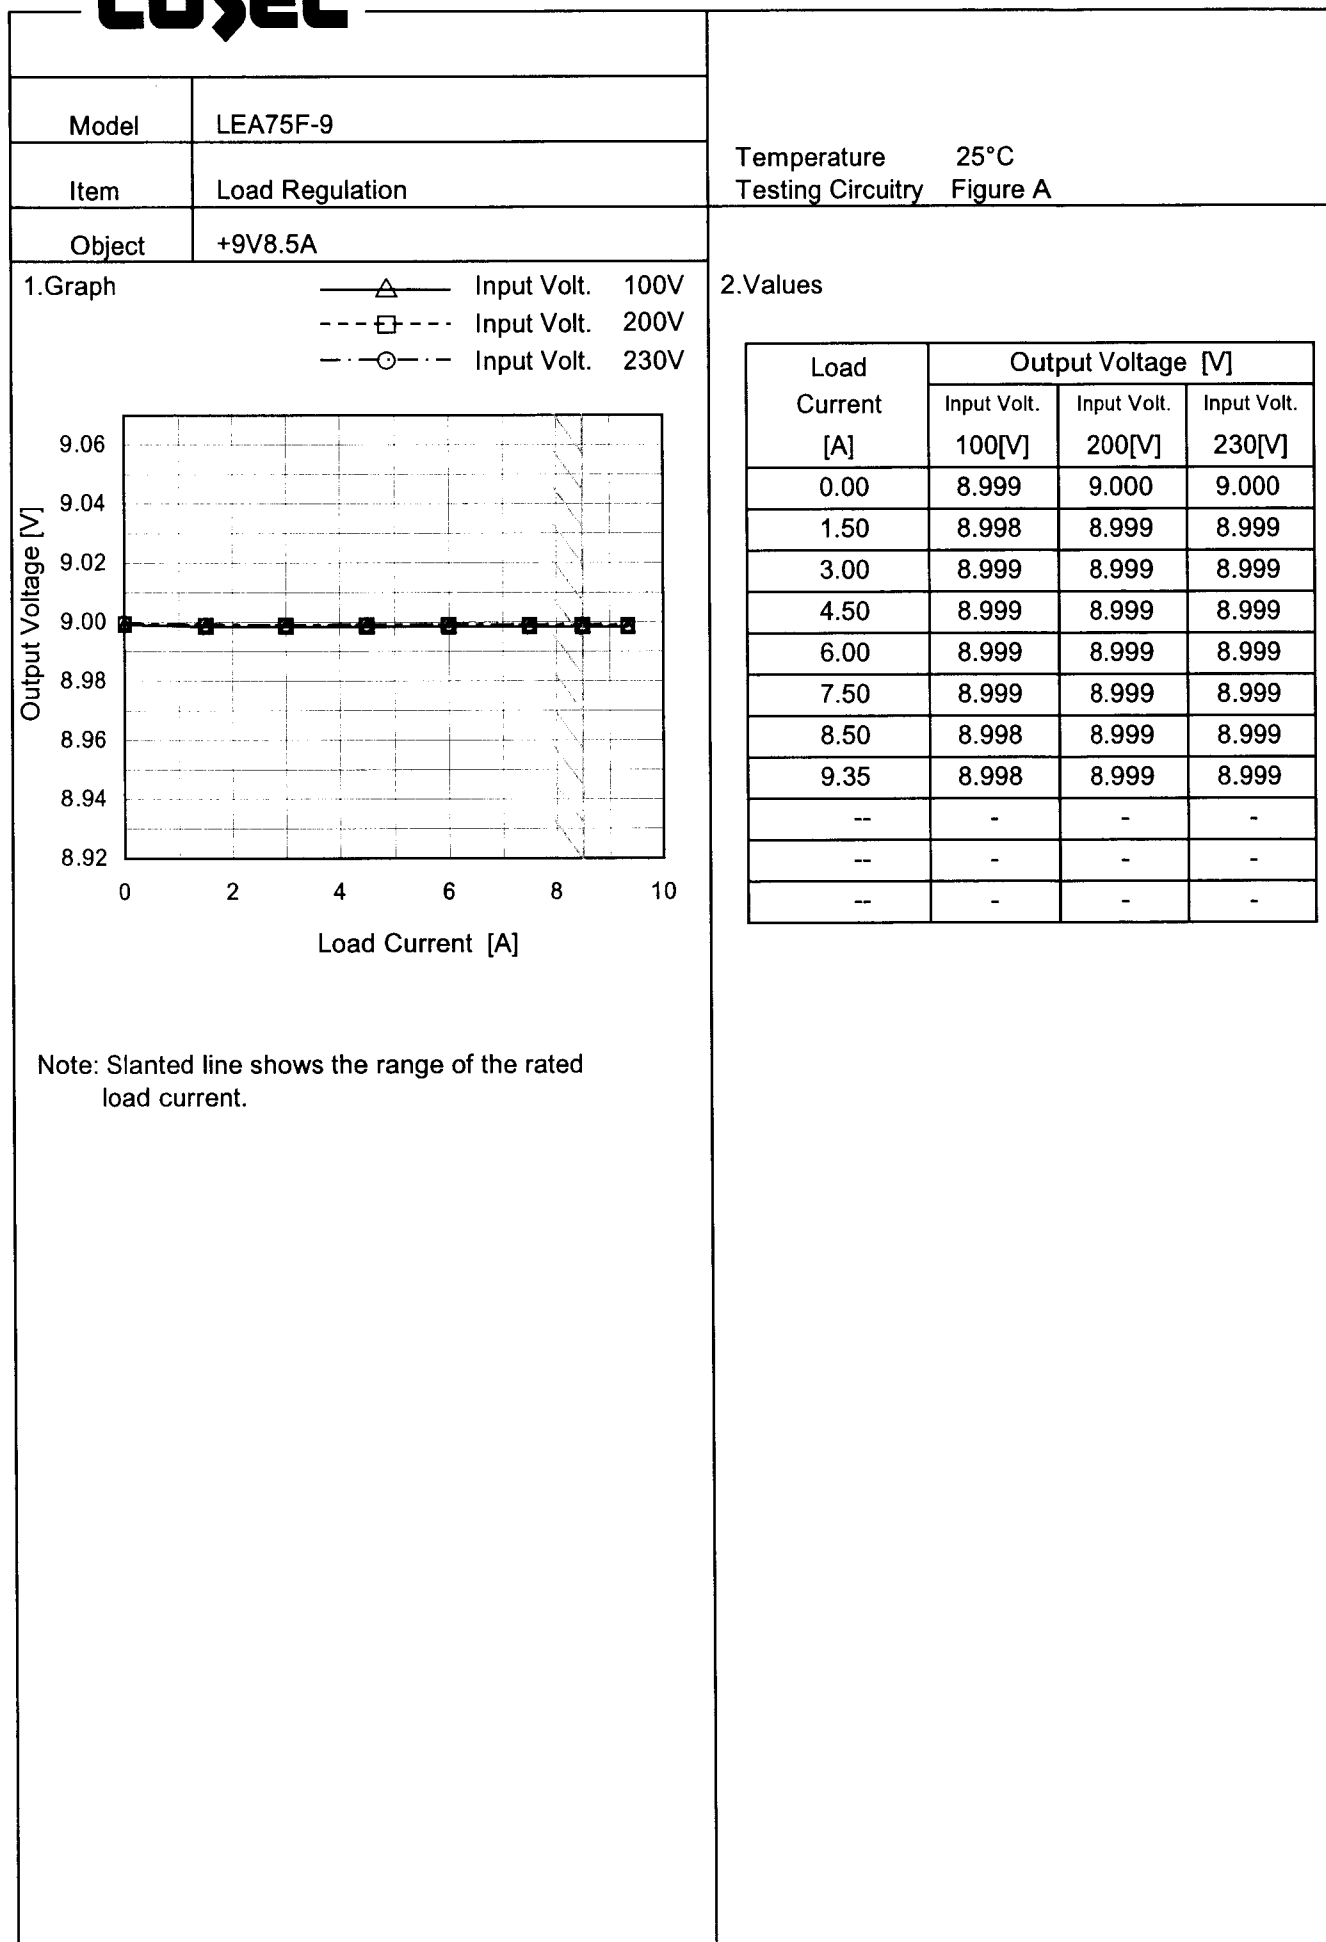 COSEL
Model LEA75F-9
Item Load Regulation
Object +9V8.5A
Temperature 25°C
Testing Circuitry Figure A
1.Graph
Input Volt. 100V
Input Volt. 200V
Input Volt. 230V
Output Voltage [V]
9.06
9.04
9.02
9.00
8.98
8.96
8.94
8.92
0 2 4 6 8 10
Load Current [A]
Note: Slanted line shows the range of the rated
load current.
2.Values
Load Output Voltage [V]
Current Input Volt. Input Volt. Input Volt.
[A] 100[V] 200[V] 230[V]
0.00 8.999 9.000 9.000
1.50 8.998 8.999 8.999
3.00 8.999 8.999 8.999
4.50 8.999 8.999 8.999
6.00 8.999 8.999 8.999
7.50 8.999 8.999 8.999
8.50 8.998 8.999 8.999
9.35 8.998 8.999 8.999
-- - - -
-- - - -
-- - - -